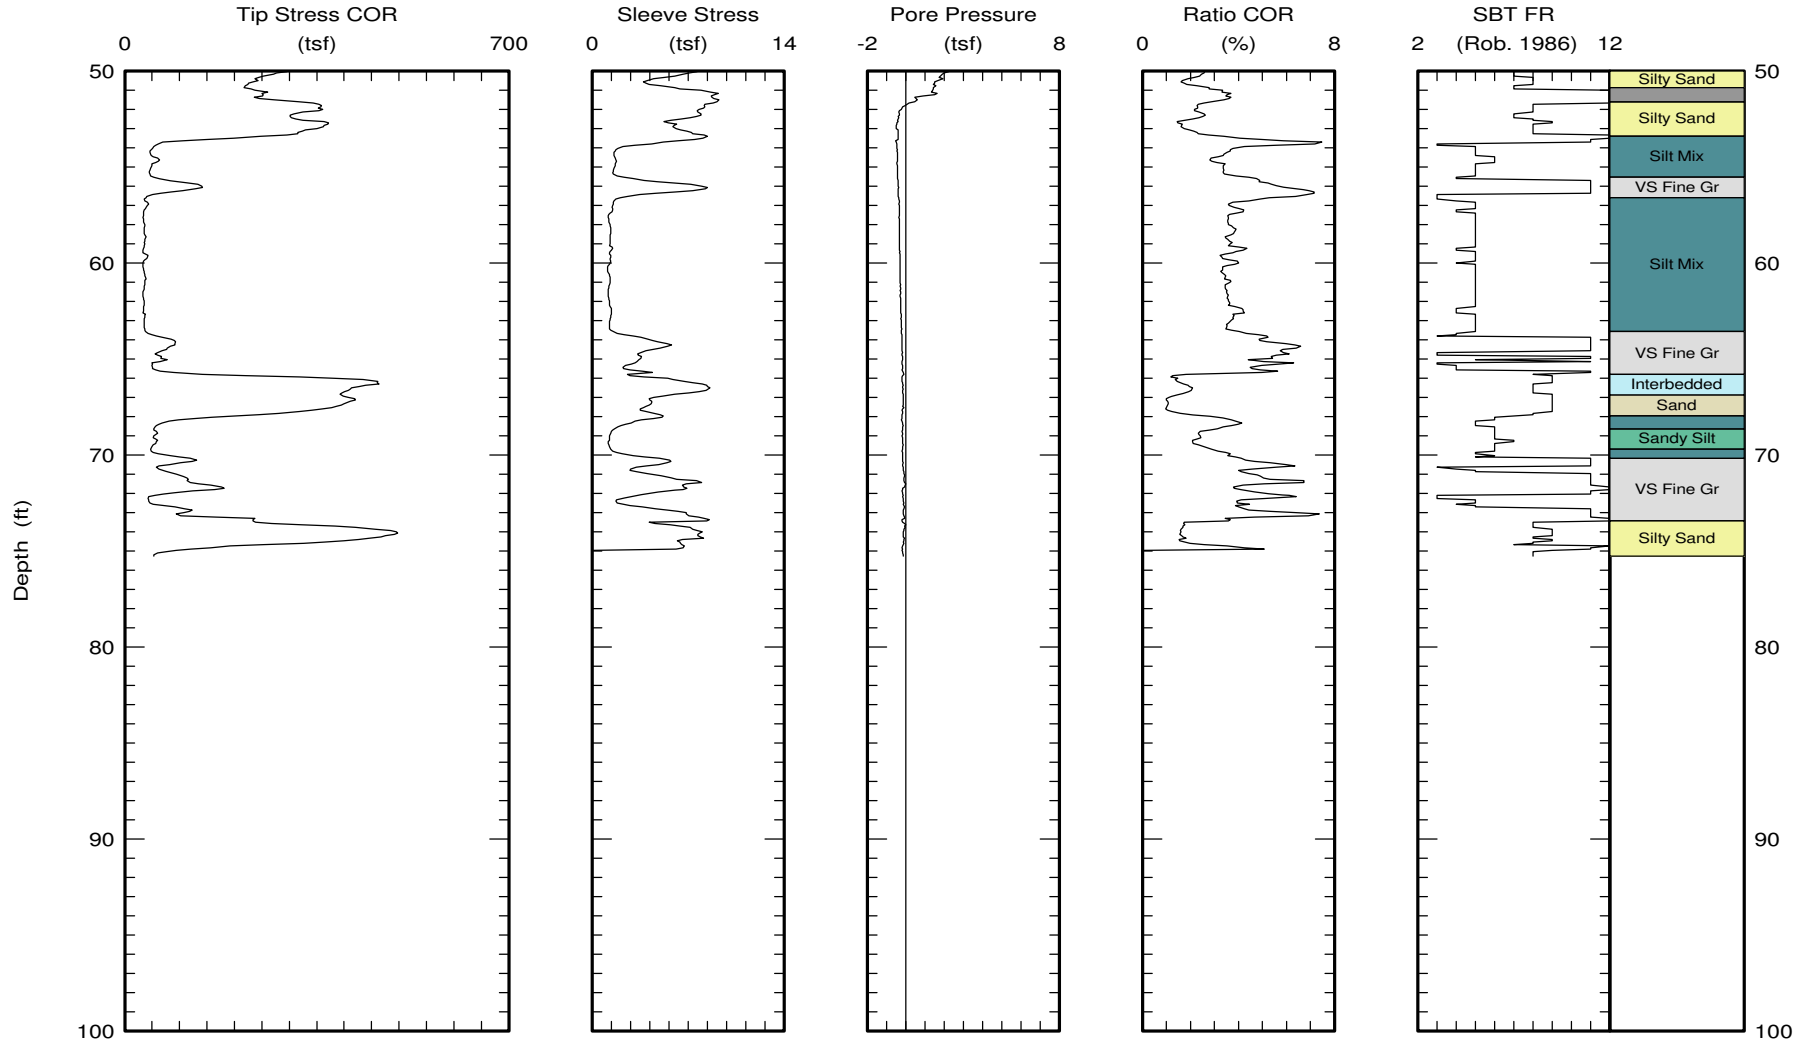 Tip Stress COR Sleeve Stress Pore Pressure Ratio COR SBT FR
0 (tsf) 700 0 (tsf) 14 -2 (tsf) 8 0 (%) 8 2 (Rob. 1986) 12
50 Silty Sand 50
Silty Sand
Silt Mix
VS Fine Gr
60 Silt Mix 60
VS Fine Gr
Interbedded
Sand
Sandy Silt
70 70
VS Fine Gr
Silty Sand
Depth (ft)
80 80
90 90
100 100